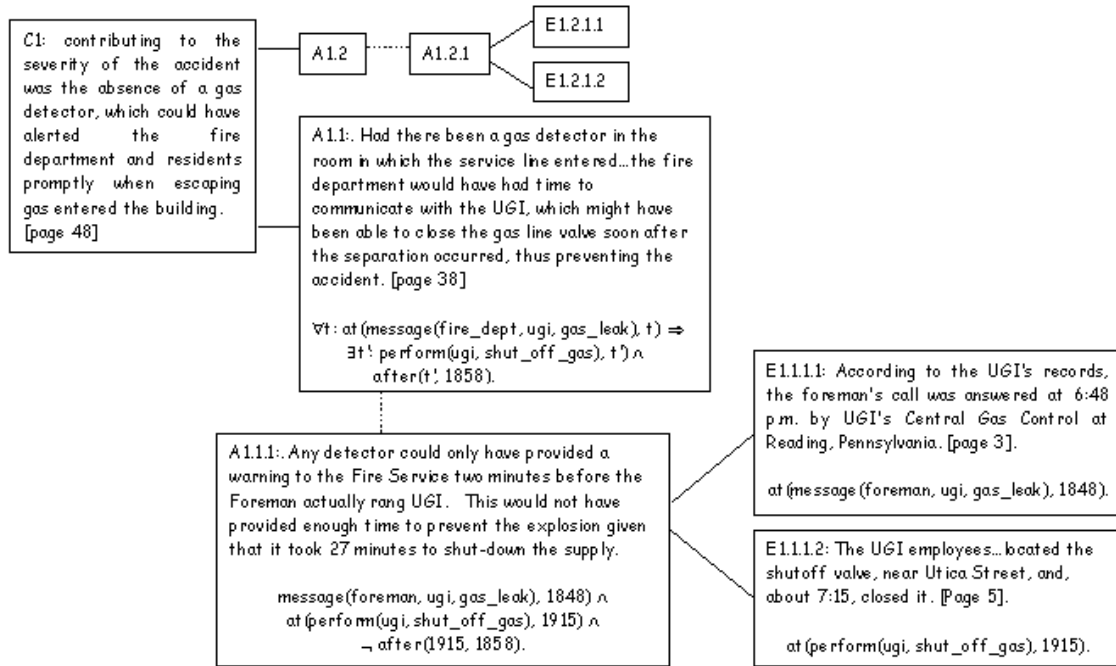 C1: contributing to the
severity of the accident
was the absence of a gas
detector, which could have
alerted the fire
department and residents
promptly when escaping
gas entered the building.
[page 48]
A1.2
A1.2.1
E1.2.1.1
E1.2.1.2
A1.1:. Had there been a gas detector in the
room in which the service line entered...the fire
department would have had time to
communicate with the UGI, which might have
been able to close the gas line valve soon after
the separation occurred, thus preventing the
accident. [page 38]
∀t: at(message(fire_dept, ugi, gas_leak), t) ⇒
∃t': perform(ugi, shut_off_gas), t') ∧
after(t', 1858).
A1.1.1:. Any detector could only have provided a
warning to the Fire Service two minutes before the
Foreman actually rang UGI. This would not have
provided enough time to prevent the explosion given
that it took 27 minutes to shut-down the supply.
message(foreman, ugi, gas_leak), 1848) ∧
at(perform(ugi, shut_off_gas), 1915) ∧
¬ after(1915, 1858).
E1.1.1.1: According to the UGI's records,
the foreman's call was answered at 6:48
p.m. by UGI's Central Gas Control at
Reading, Pennsylvania. [page 3].
at(message(foreman, ugi, gas_leak), 1848).
E1.1.1.2: The UGI employees...located the
shutoff valve, near Utica Street, and,
about 7:15, closed it. [Page 5].
at(perform(ugi, shut_off_gas), 1915).